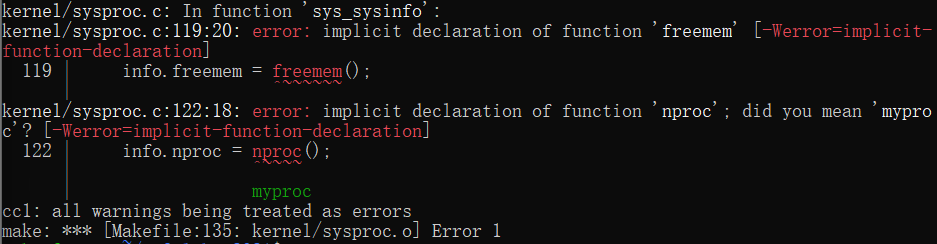 kernel/sysproc.c: In function 'sys_sysinfo':
kernel/sysproc.c:119:20: error: implicit declaration of function 'freemem' [-Werror=implicit-
function-declaration]
119 | info.freemem = freemem();
kernel/sysproc.c:122:18: error: implicit declaration of function 'nproc'; did you mean 'mypro
c'? [-Werror=implicit-function-declaration]
122 | info.nproc = nproc();
myproc
cc1: all warnings being treated as errors
make: *** [Makefile:135: kernel/sysproc.o] Error 1